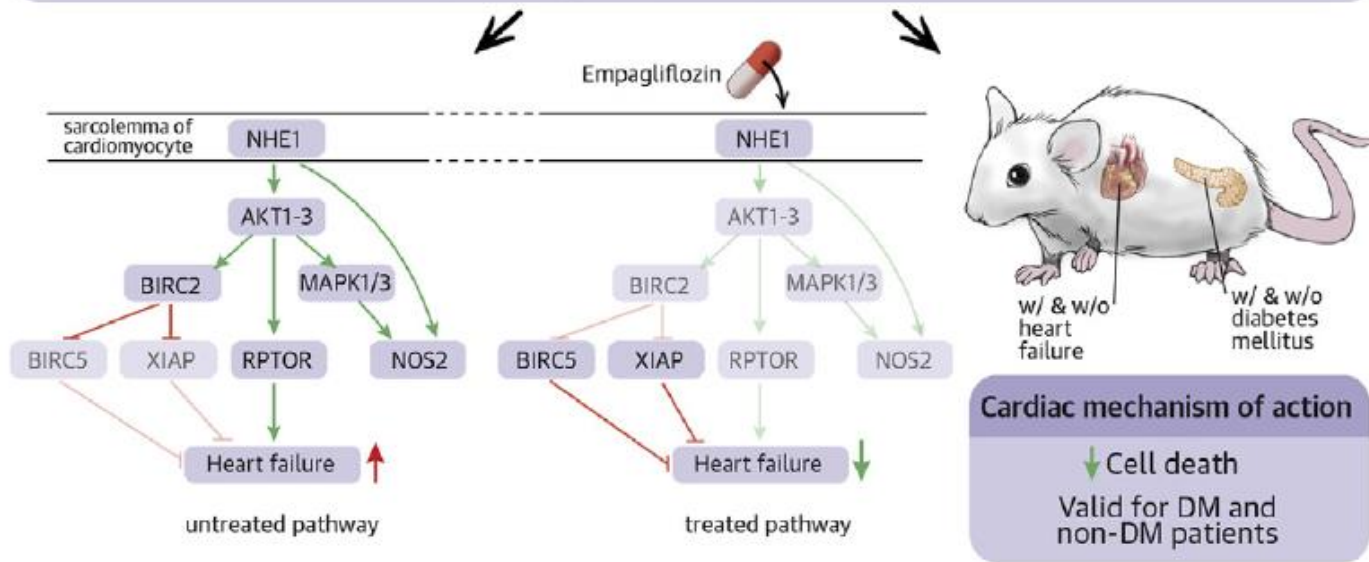 Empagliflozin
sarcolemma of
cardiomyocyte
NHE1
AKT1-3
BIRC2
MAPK1/3
BIRC5
XIAP
RPTOR
NOS2
Heart failure
untreated pathway
NHE1
AKT1-3
BIRC2
MAPK1/3
BIRC5
XIAP
RPTOR
NOS2
Heart failure
treated pathway
w/ & w/o
heart
failure
w/ & w/o
diabetes
mellitus
Cardiac mechanism of action
Cell death
Valid for DM and
non-DM patients